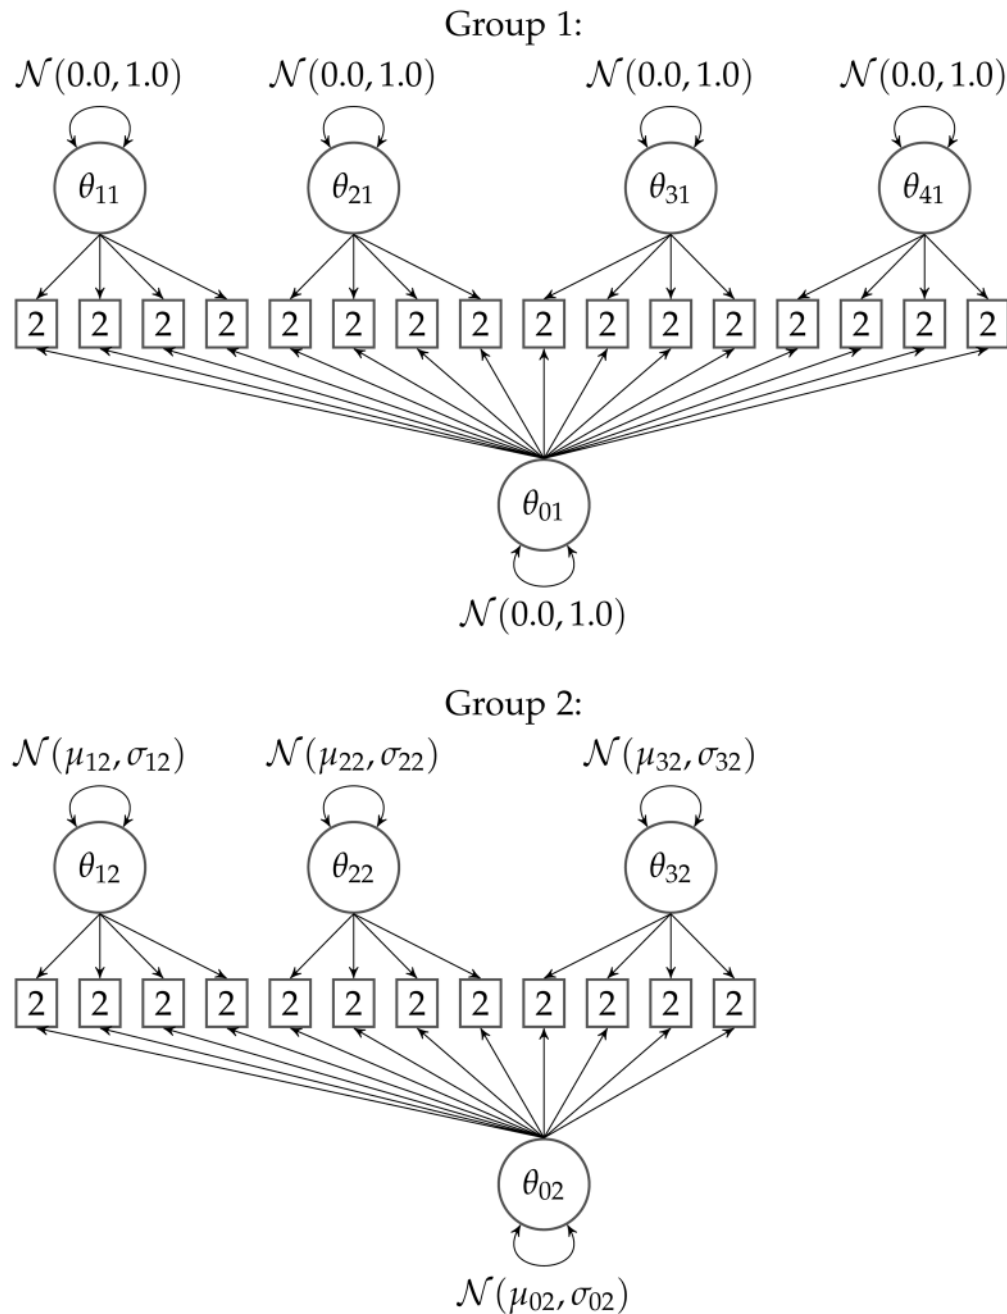 Group 1:
𝒩(0.0, 1.0) 𝒩(0.0, 1.0) 𝒩(0.0, 1.0) 𝒩(0.0, 1.0)
θ₁₁ θ₂₁ θ₃₁ θ₄₁
2 2 2 2 2 2 2 2 2 2 2 2 2 2 2 2
θ₀₁
𝒩(0.0, 1.0)
Group 2:
𝒩(μ₁₂, σ₁₂) 𝒩(μ₂₂, σ₂₂) 𝒩(μ₃₂, σ₃₂)
θ₁₂ θ₂₂ θ₃₂
2 2 2 2 2 2 2 2 2 2 2 2
θ₀₂
𝒩(μ₀₂, σ₀₂)